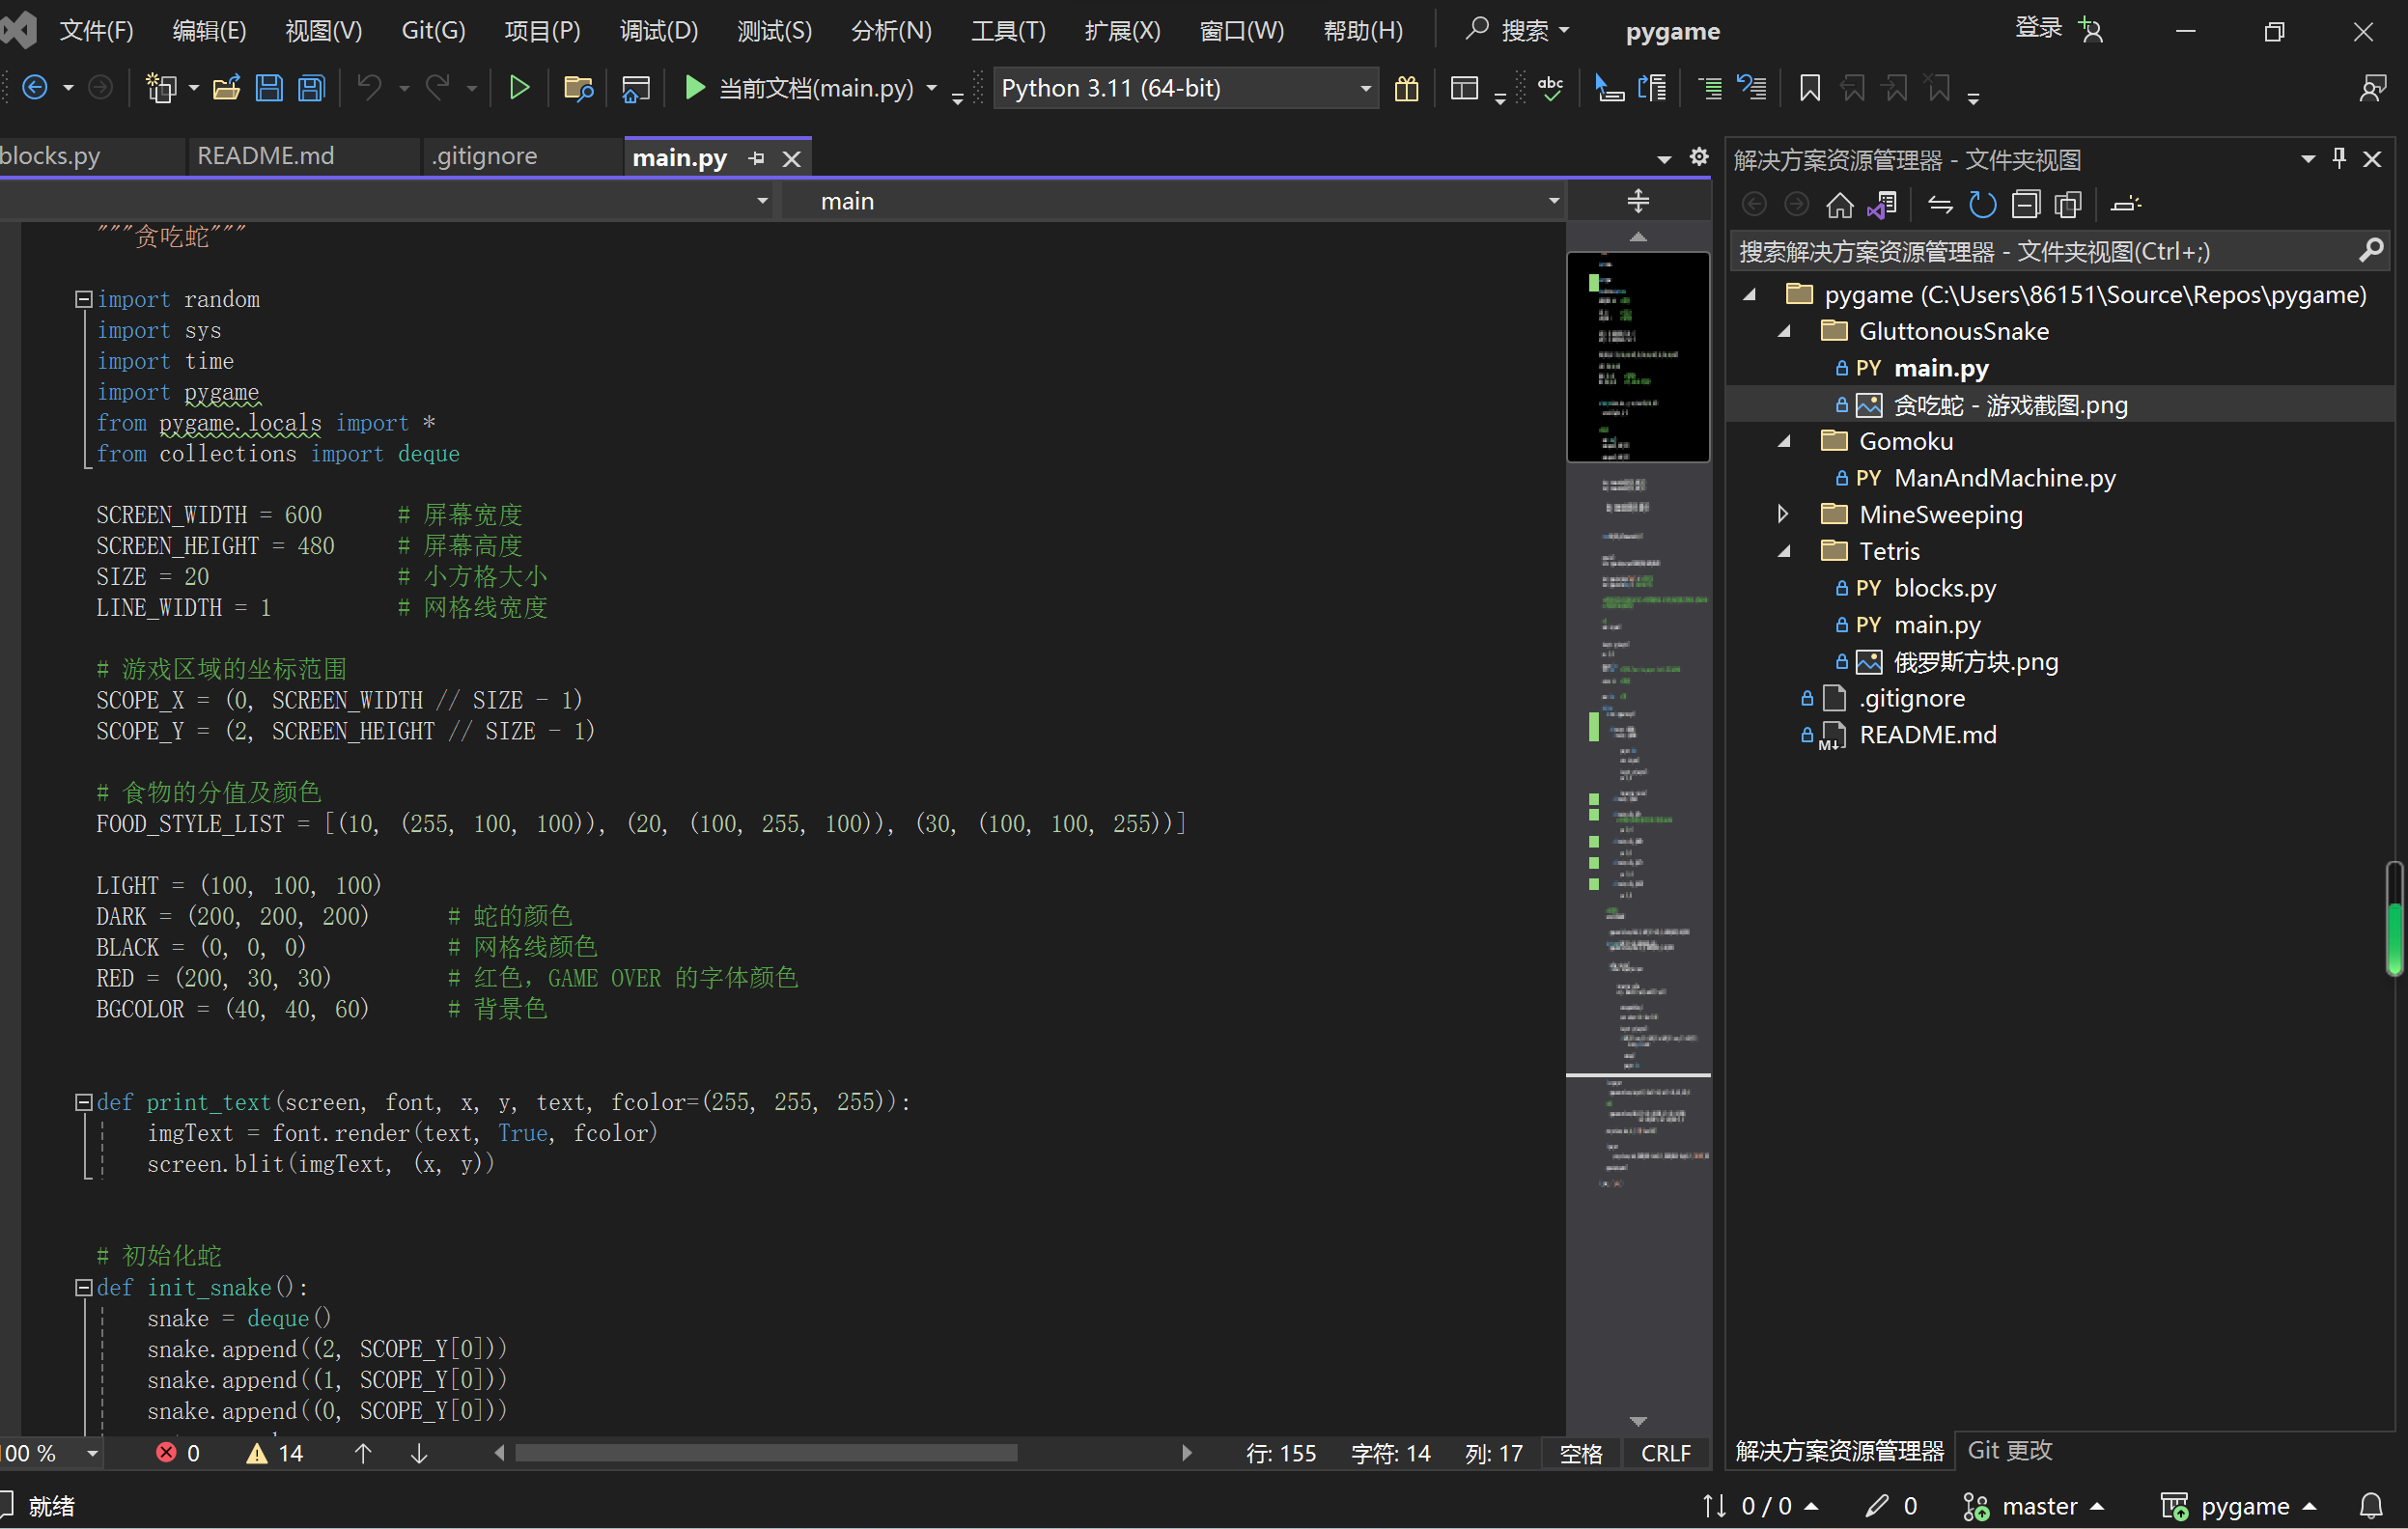 文件(F) 编辑(E) 视图(V) Git(G) 项目(P) 调试(D) 测试(S) 分析(N) 工具(T) 扩展(X) 窗口(W) 帮助(H) 搜索 pygame 登录
当前文档(main.py) Python 3.11 (64-bit) abc
blocks.py README.md .gitignore main.py
main
"""贪吃蛇"""
import random
import sys
import time
import pygame
from pygame.locals import *
from collections import deque
SCREEN_WIDTH = 600 # 屏幕宽度
SCREEN_HEIGHT = 480 # 屏幕高度
SIZE = 20 # 小方格大小
LINE_WIDTH = 1 # 网格线宽度
# 游戏区域的坐标范围
SCOPE_X = (0, SCREEN_WIDTH // SIZE - 1)
SCOPE_Y = (2, SCREEN_HEIGHT // SIZE - 1)
# 食物的分值及颜色
FOOD_STYLE_LIST = [(10, (255, 100, 100)), (20, (100, 255, 100)), (30, (100, 100, 255))]
LIGHT = (100, 100, 100)
DARK = (200, 200, 200) # 蛇的颜色
BLACK = (0, 0, 0) # 网格线颜色
RED = (200, 30, 30) # 红色，GAME OVER 的字体颜色
BGCOLOR = (40, 40, 60) # 背景色
def print_text(screen, font, x, y, text, fcolor=(255, 255, 255)):
imgText = font.render(text, True, fcolor)
screen.blit(imgText, (x, y))
# 初始化蛇
def init_snake():
snake = deque()
snake.append((2, SCOPE_Y[0]))
snake.append((1, SCOPE_Y[0]))
snake.append((0, SCOPE_Y[0]))
00 % 0 14 行: 155 字符: 14 列: 17 空格 CRLF
解决方案资源管理器 - 文件夹视图
搜索解决方案资源管理器 - 文件夹视图(Ctrl+;)
pygame (C:\Users\86151\Source\Repos\pygame)
GluttonousSnake
PY main.py
贪吃蛇 - 游戏截图.png
Gomoku
PY ManAndMachine.py
MineSweeping
Tetris
PY blocks.py
PY main.py
俄罗斯方块.png
.gitignore
M↓ README.md
解决方案资源管理器 Git 更改
就绪 0 / 0 0 master pygame